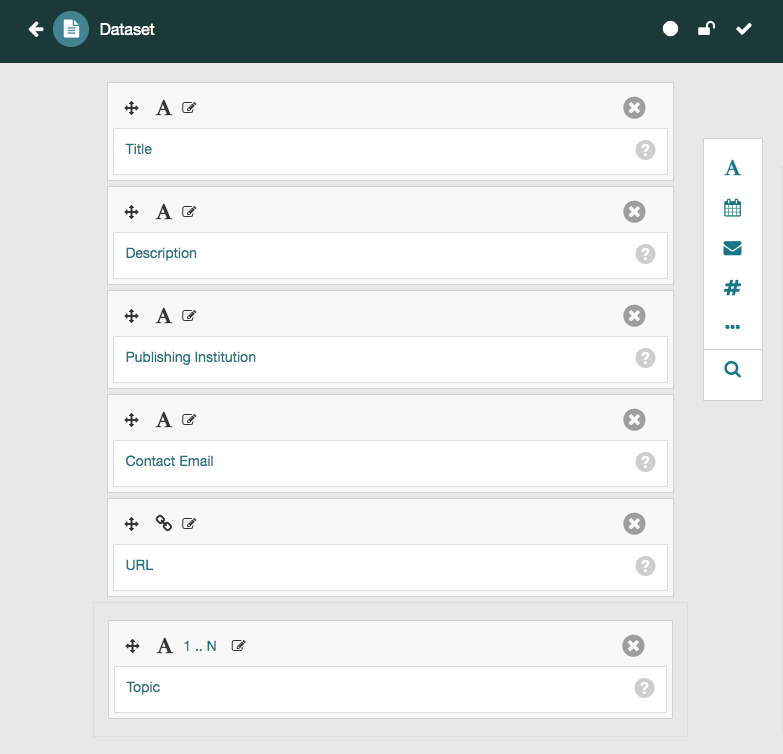 Dataset
Title
Description
Publishing Institution
Contact Email
URL
1 .. N
Topic